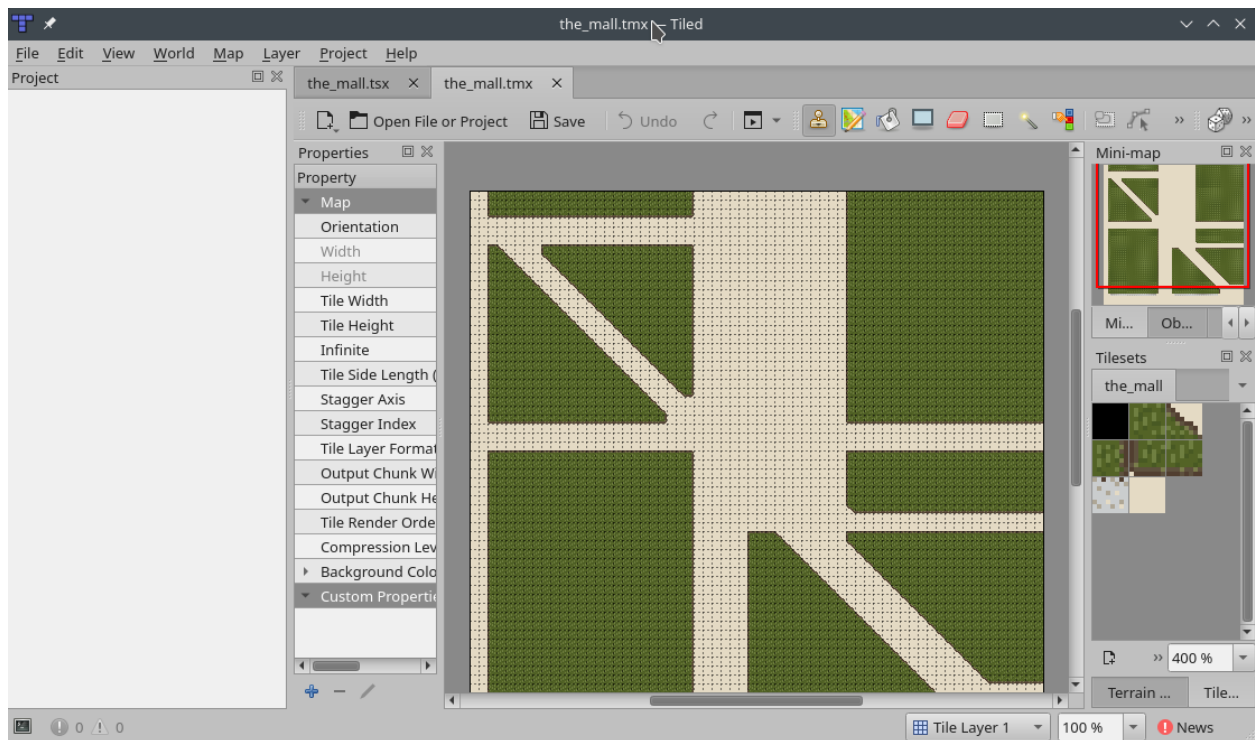 the_mall.tmx — Tiled
File Edit View World Map Layer Project Help
Project
the_mall.tsx
the_mall.tmx
Open File or Project
Save
Undo
»
»
Properties
Property
Map
Orientation
Width
Height
Tile Width
Tile Height
Infinite
Tile Side Length (
Stagger Axis
Stagger Index
Tile Layer Format
Output Chunk Wi
Output Chunk He
Tile Render Orde
Compression Lev
Background Colo
Custom Properti
Mini-map
Mi...
Ob...
Tilesets
the_mall
» 400 %
Terrain ...
Tile...
0 0
Tile Layer 1
100 %
News